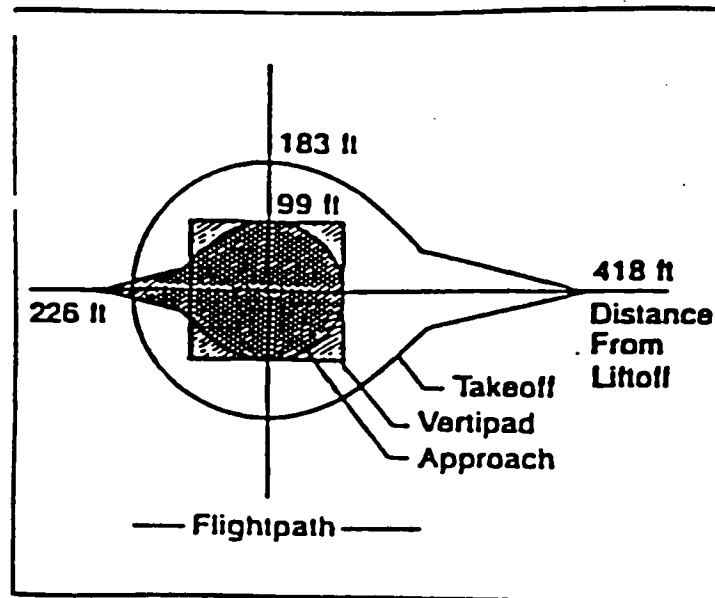 183 ft
99 ft
226 ft
418 ft
Distance
From
Liftoff
Takeoff
Vertipad
Approach
Flightpath